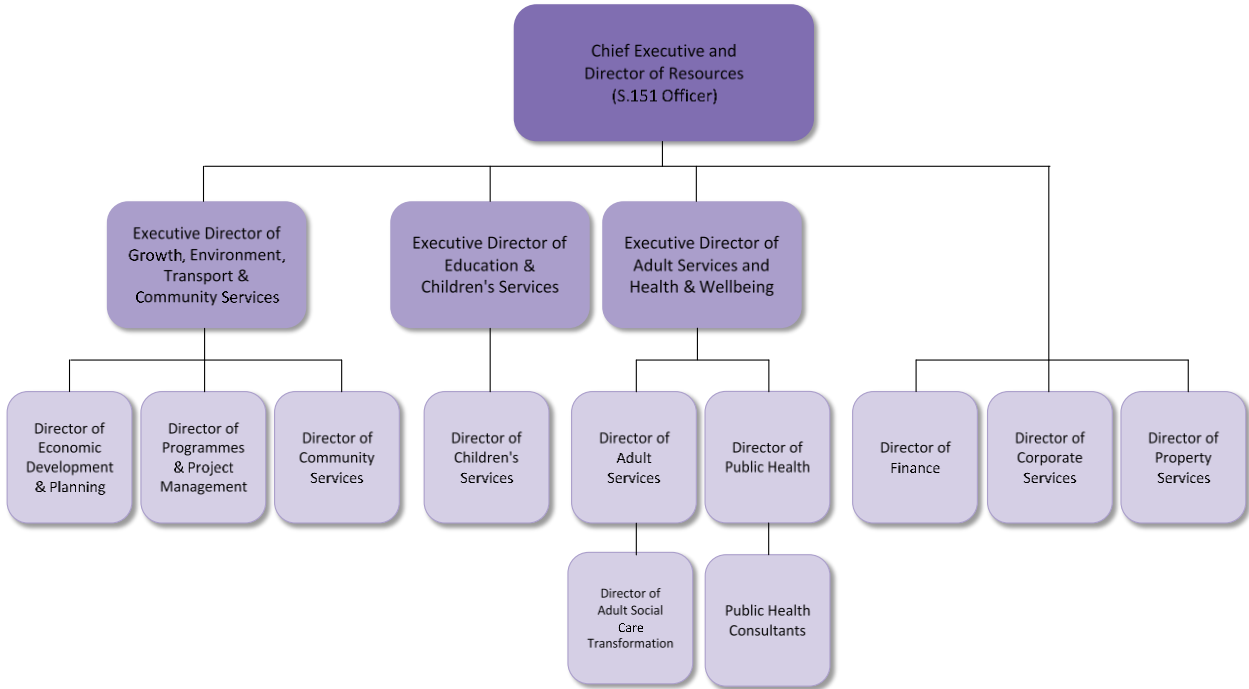 Chief Executive and
Director of Resources
(S.151 Officer)
Executive Director of
Growth, Environment,
Transport &
Community Services
Executive Director of
Education &
Children's Services
Executive Director of
Adult Services and
Health & Wellbeing
Director of
Economic
Development
& Planning
Director of
Programmes
& Project
Management
Director of
Community
Services
Director of
Children's
Services
Director of
Adult
Services
Director of
Public Health
Director of
Finance
Director of
Corporate
Services
Director of
Property
Services
Director of
Adult Social
Care
Transformation
Public Health
Consultants